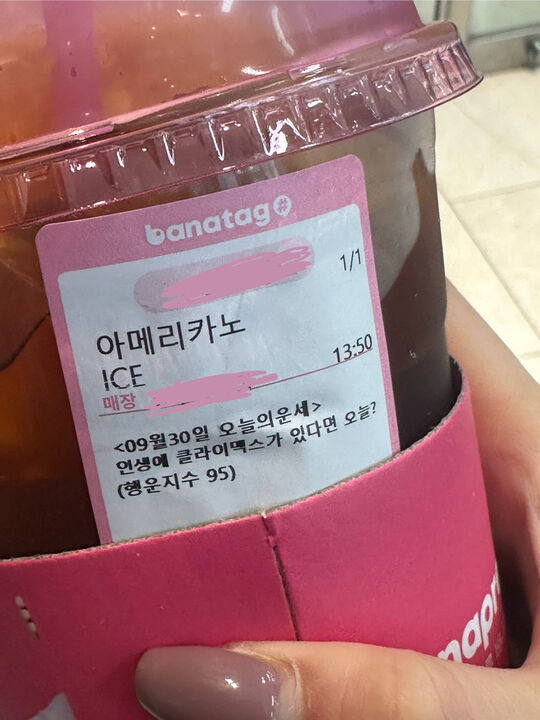 banatag#
1/1
아메리카노
ICE
13:50
매장
<09월30일 오늘의운세>
인생에 클라이맥스가 있다면 오늘?
(행운지수 95)